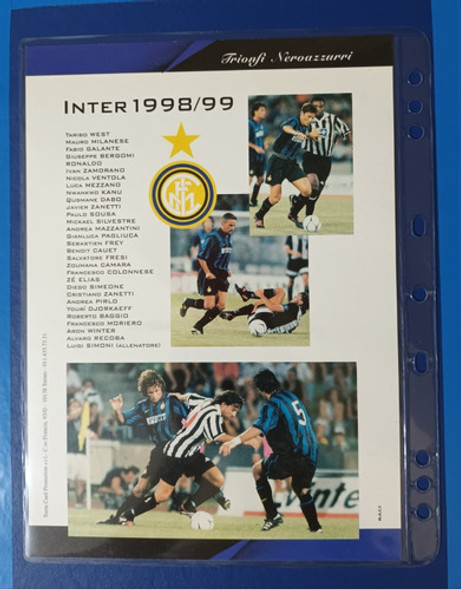 Trionfi Neroazzurri
INTER 1998/99
TARIBO WEST
MAURO MILANESE
FABIO GALANTE
GIUSEPPE BERGOMI
RONALDO
IVAN ZAMORANO
NICOLA VENTOLA
LUCA MEZZANO
NWANKWO KANU
OUSMANE DABO
JAVIER ZANETTI
PAULO SOUSA
MICKAEL SILVESTRE
ANDREA MAZZANTINI
GIANLUCA PAGLIUCA
SEBASTIEN FREY
BENOIT CAUET
SALVATORE FRESI
ZOUMANA CAMARA
FRANCESCO COLONNESE
ZÉ ELIAS
DIEGO SIMEONE
CRISTIANO ZANETTI
ANDREA PIRLO
YOURI DJORKAEFF
ROBERTO BAGGIO
FRANCESCO MORIERO
ARON WINTER
ALVARO RECOBA
LUIGI SIMONI (ALLENATORE)
5